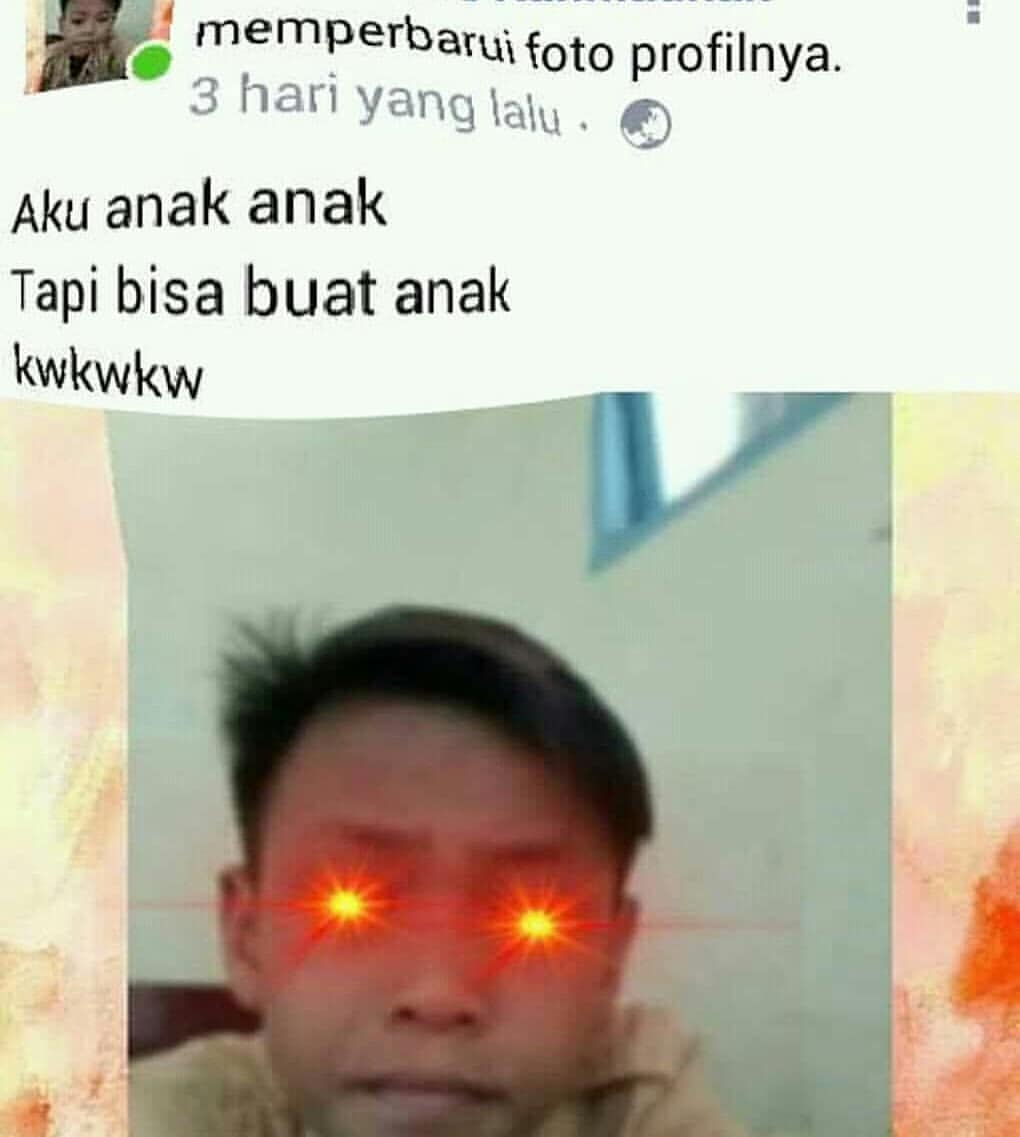 memperbarui foto profilnya.
3 hari yang lalu ·
Aku anak anak
Tapi bisa buat anak
kwkwkw